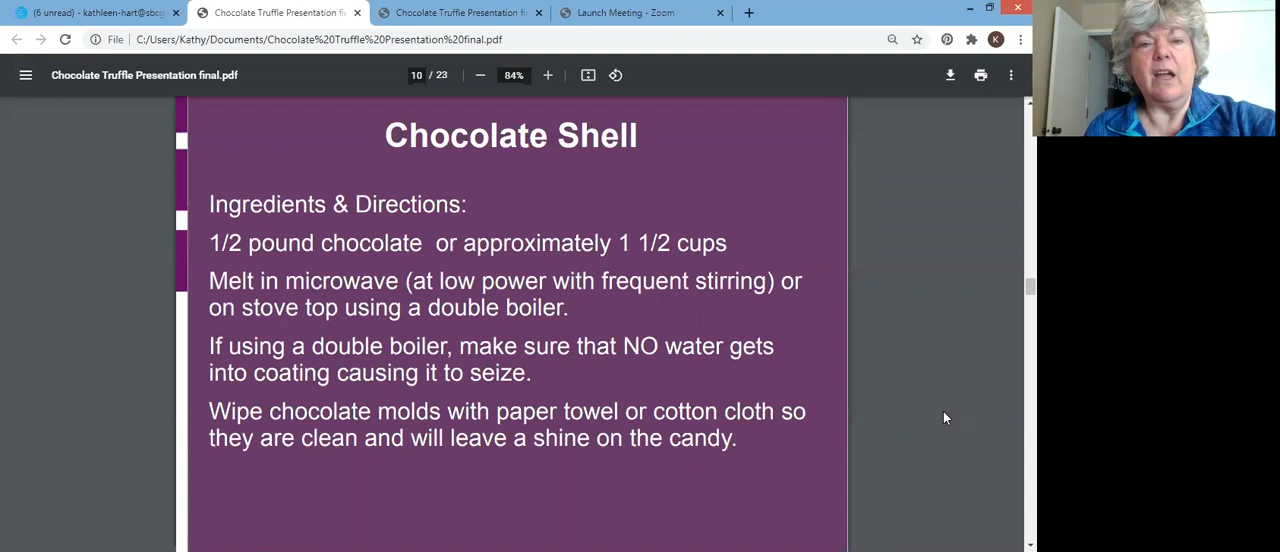 (6 unread) - kathleen-hart@sbcg
Chocolate Truffle Presentation fin
Chocolate Truffle Presentation fi
Launch Meeting - Zoom
File
C:/Users/Kathy/Documents/Chocolate%20Truffle%20Presentation%20final.pdf
K
Chocolate Truffle Presentation final.pdf
10 / 23
84%
Chocolate Shell
Ingredients & Directions:
1/2 pound chocolate or approximately 1 1/2 cups
Melt in microwave (at low power with frequent stirring) or
on stove top using a double boiler.
If using a double boiler, make sure that NO water gets
into coating causing it to seize.
Wipe chocolate molds with paper towel or cotton cloth so
they are clean and will leave a shine on the candy.